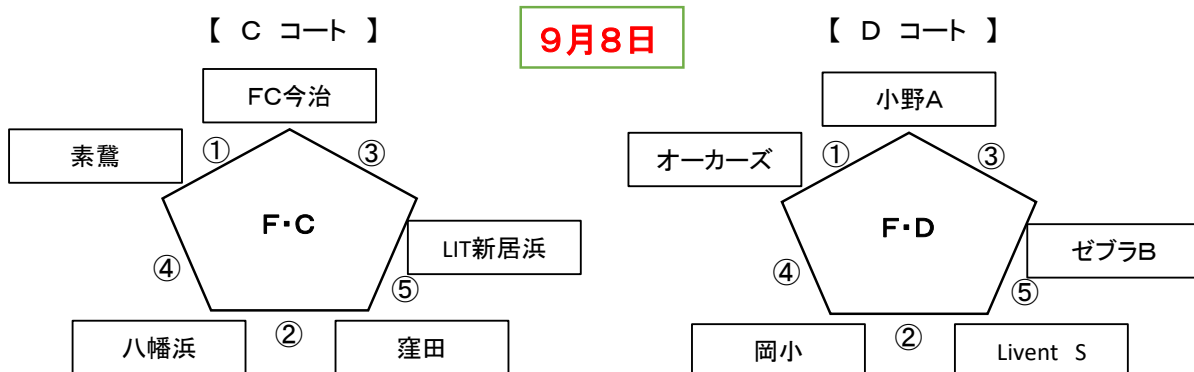 【 C コート 】
9月8日
【 D コート 】
FC今治
小野A
素鵞
①
③
オーカーズ
①
③
F・C
F・D
LIT新居浜
ゼブラB
④
⑤
④
⑤
八幡浜
②
窪田
岡小
②
Livent S